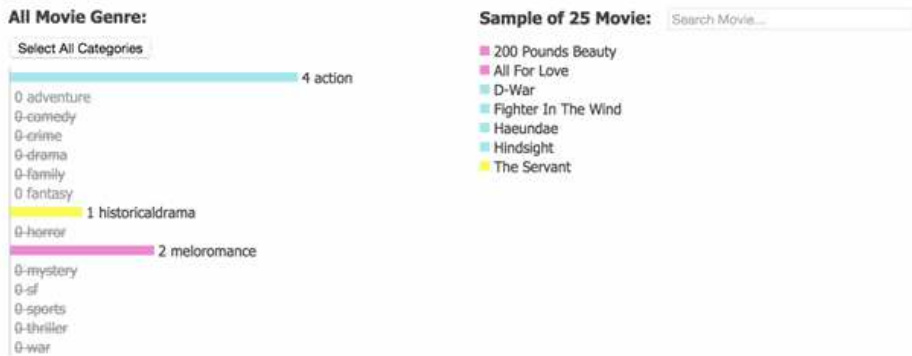 All Movie Genre:
Select All Categories
4 action
0 adventure
0 comedy
0 crime
0 drama
0 family
0 fantasy
1 historicaldrama
0 horror
2 meloromance
0 mystery
0 sf
0 sports
0 thriller
0 war
Sample of 25 Movie:
Search Movie...
200 Pounds Beauty
All For Love
D-War
Fighter In The Wind
Haeundae
Hindsight
The Servant